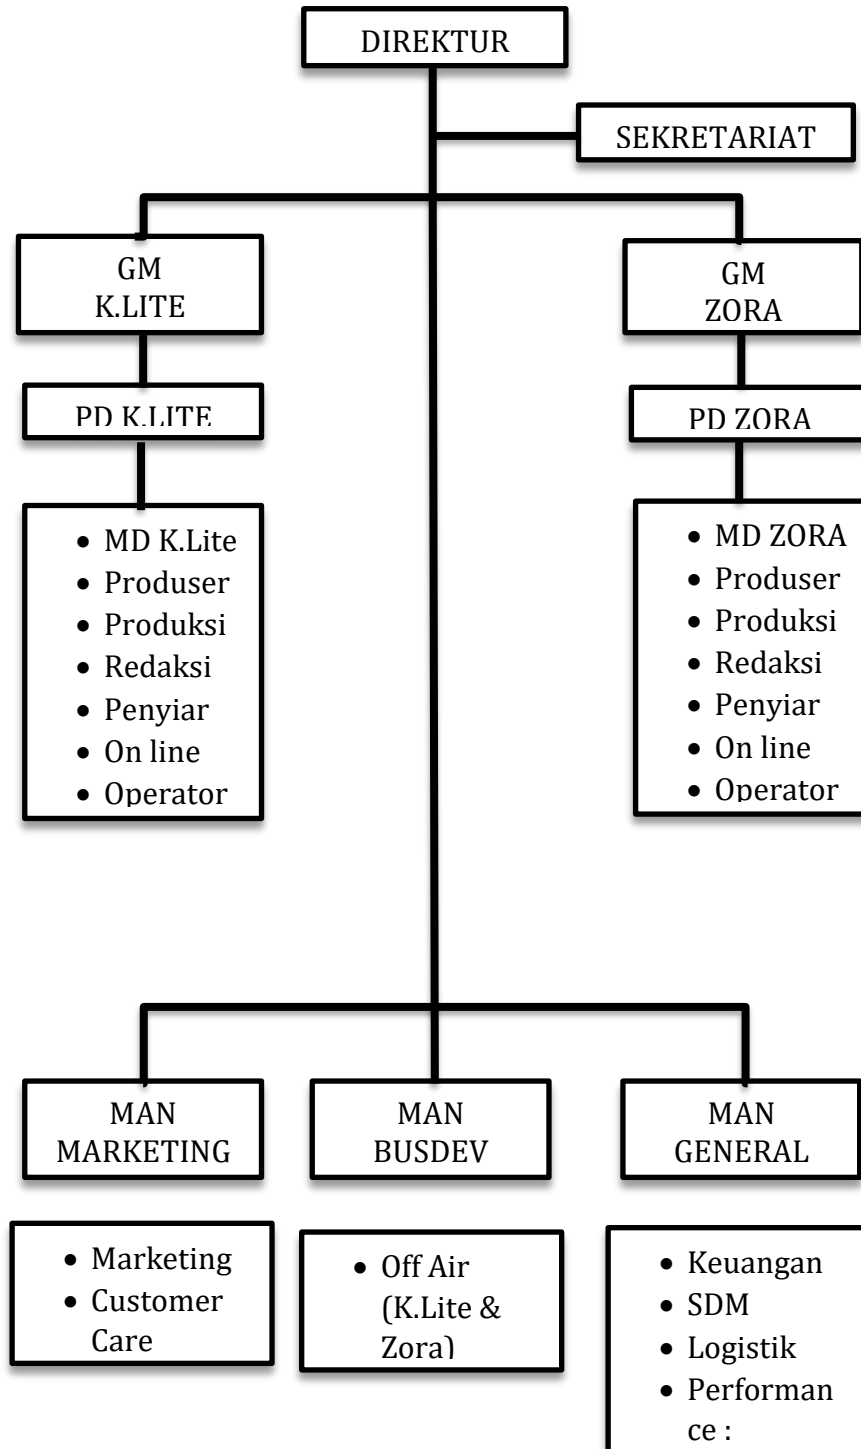 DIREKTUR
SEKRETARIAT
GM
K.LITE
GM
ZORA
PD K.LITE
PD ZORA
• MD K.Lite
• Produser
• Produksi
• Redaksi
• Penyiar
• On line
• Operator
• MD ZORA
• Produser
• Produksi
• Redaksi
• Penyiar
• On line
• Operator
MAN
MARKETING
MAN
BUSDEV
MAN
GENERAL
• Marketing
• Customer
Care
• Off Air
(K.Lite &
Zora)
• Keuangan
• SDM
• Logistik
• Performan
ce :